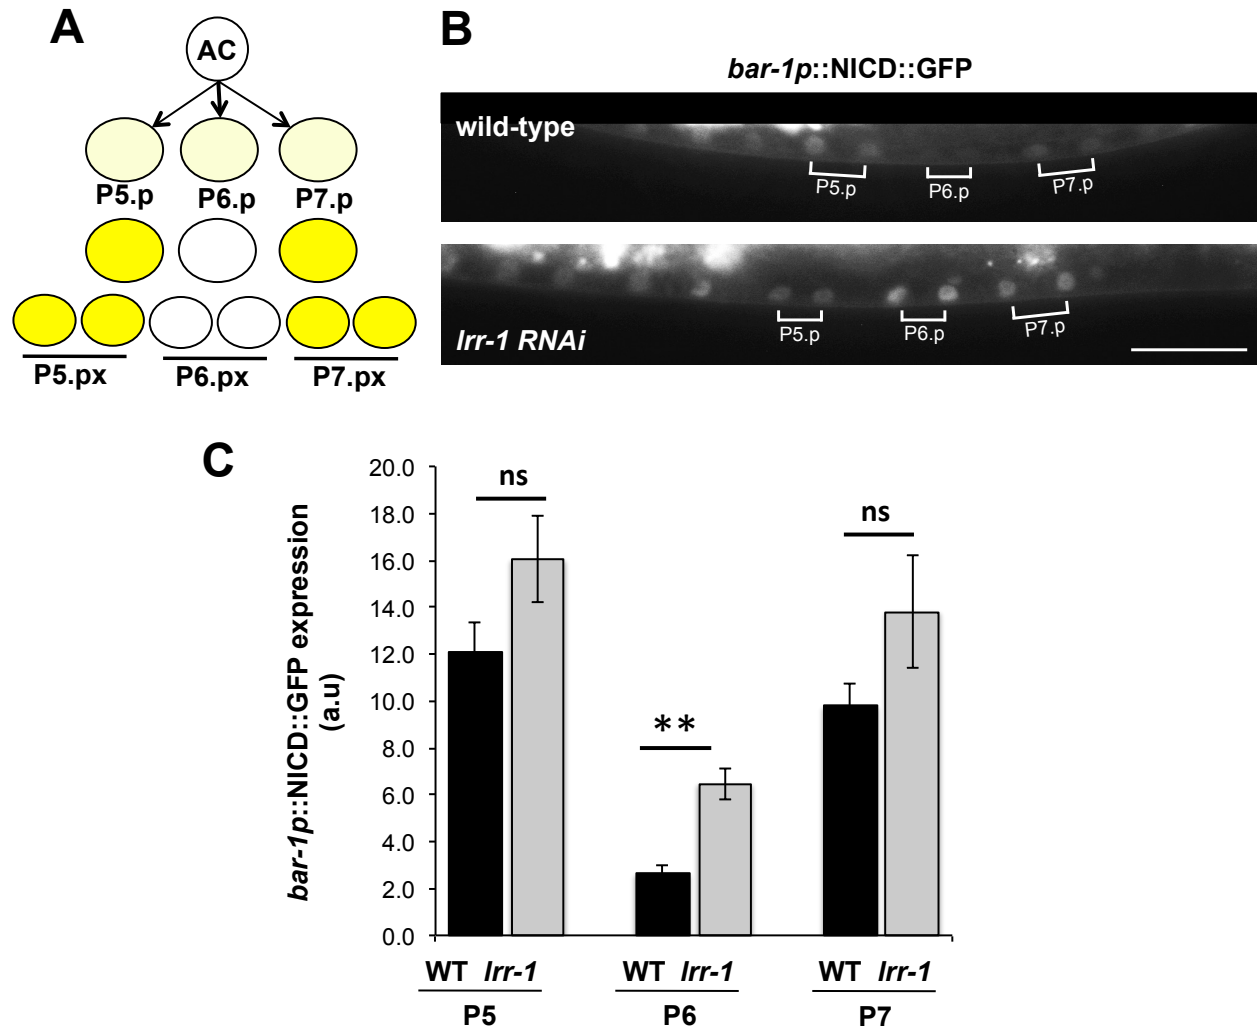 A
AC
P5.p P6.p P7.p
P5.px P6.px P7.px
B
bar-1p::NICD::GFP
wild-type
P5.p P6.p P7.p
lrr-1 RNAi
P5.p P6.p P7.p
C
bar-1p::NICD::GFP expression
(a.u)
20.0
18.0
16.0
14.0
12.0
10.0
8.0
6.0
4.0
2.0
0.0
ns
**
ns
WT lrr-1 WT lrr-1 WT lrr-1
P5 P6 P7